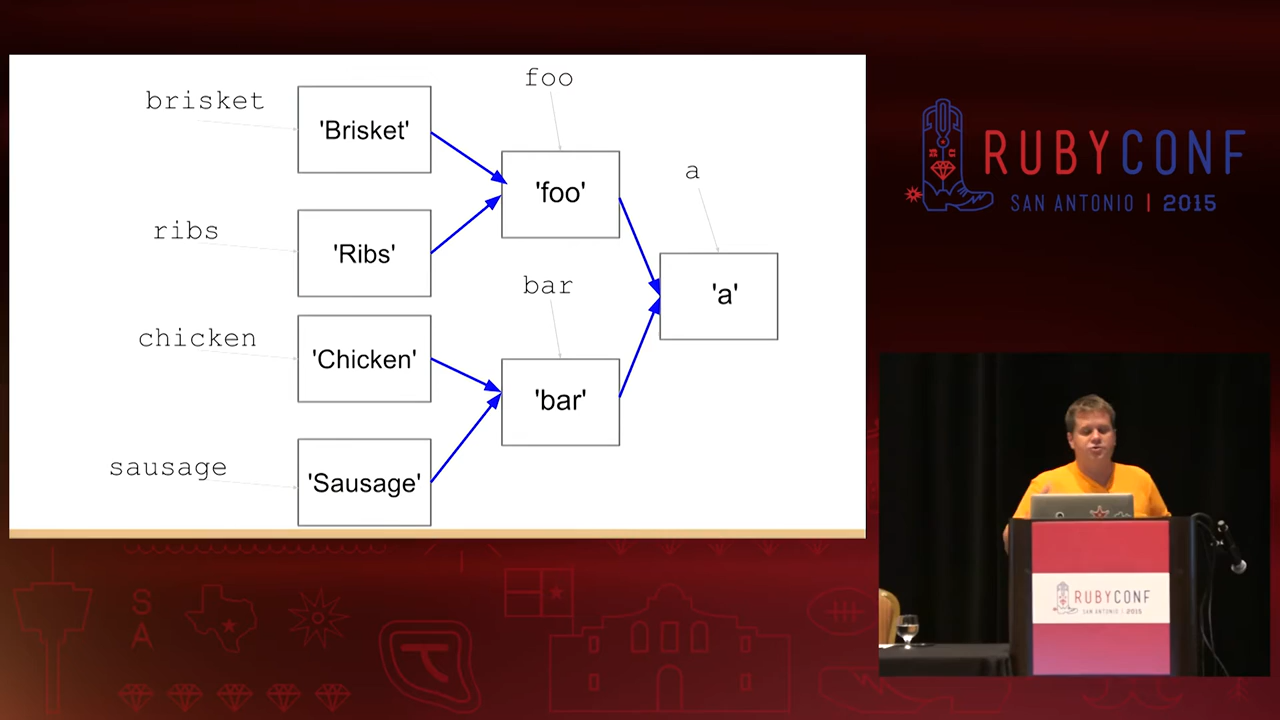 foo
brisket
'Brisket'
'foo'
a
ribs
'Ribs'
'a'
bar
chicken
'Chicken'
'bar'
sausage
'Sausage'
RUBYCONF
SAN ANTONIO | 2015
RUBYCONF
SAN ANTONIO | 2015
S
A